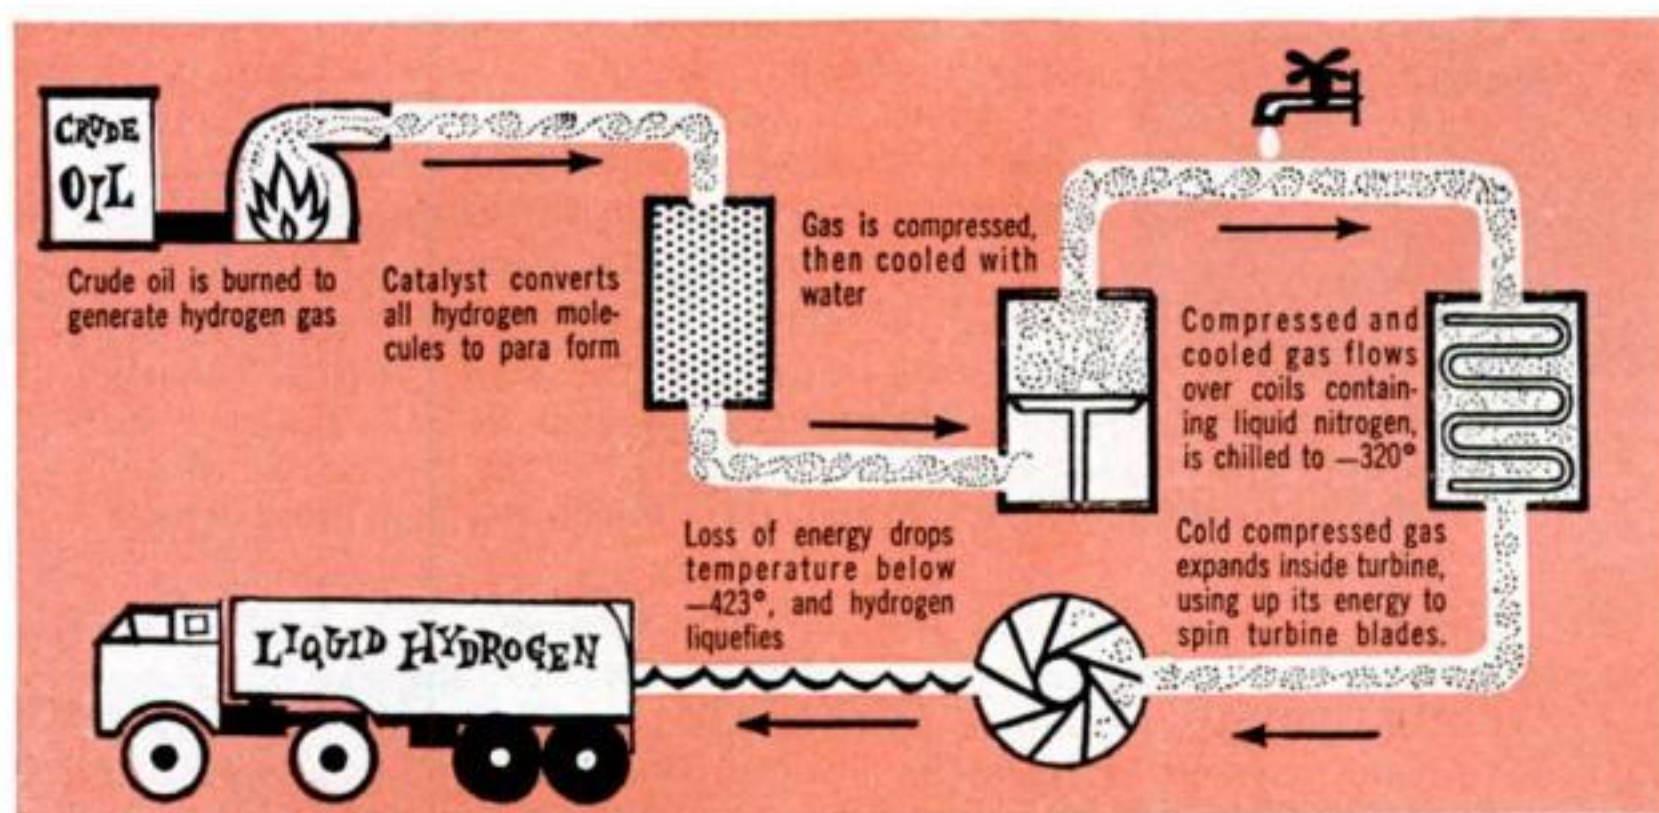 CRUDE
OIL
Crude oil is burned to
generate hydrogen gas
Catalyst converts
all hydrogen mole-
cules to para form
Gas is compressed,
then cooled with
water
Compressed and
cooled gas flows
over coils contain-
ing liquid nitrogen,
is chilled to —320°
Cold compressed gas
expands inside turbine,
using up its energy to
spin turbine blades.
Loss of energy drops
temperature below
—423°, and hydrogen
liquefies
LIQUID HYDROGEN